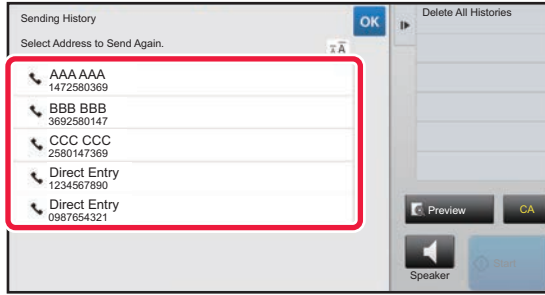 Sending History
OK
Delete All Histories
Select Address to Send Again.
AAA AAA
1472580369
BBB BBB
3692580147
CCC CCC
2580147369
Direct Entry
1234567890
Direct Entry
0987654321
Preview
CA
Speaker
Start